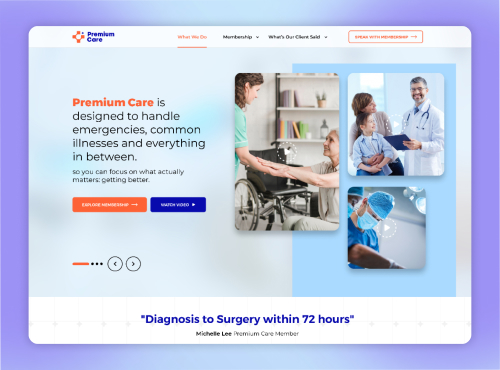 Premium
Care
What We Do
Membership
What's Our Client Said
SPEAK WITH MEMBERSHIP
Premium Care is
designed to handle
emergencies, common
illnesses and everything
in between.
so you can focus on what actually
matters: getting better.
EXPLORE MEMBERSHIP
WATCH VIDEO
"Diagnosis to Surgery within 72 hours"
Michelle Lee Premium Care Member